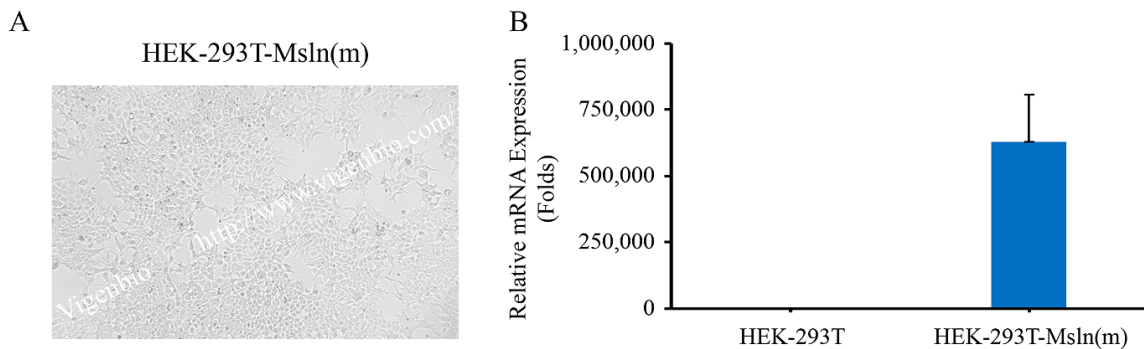 A
HEK-293T-Msln(m)
Vigenbio http://www.vigenbio.com/
B
Relative mRNA Expression
(Folds)
1,000,000
750,000
500,000
250,000
0
HEK-293T
HEK-293T-Msln(m)